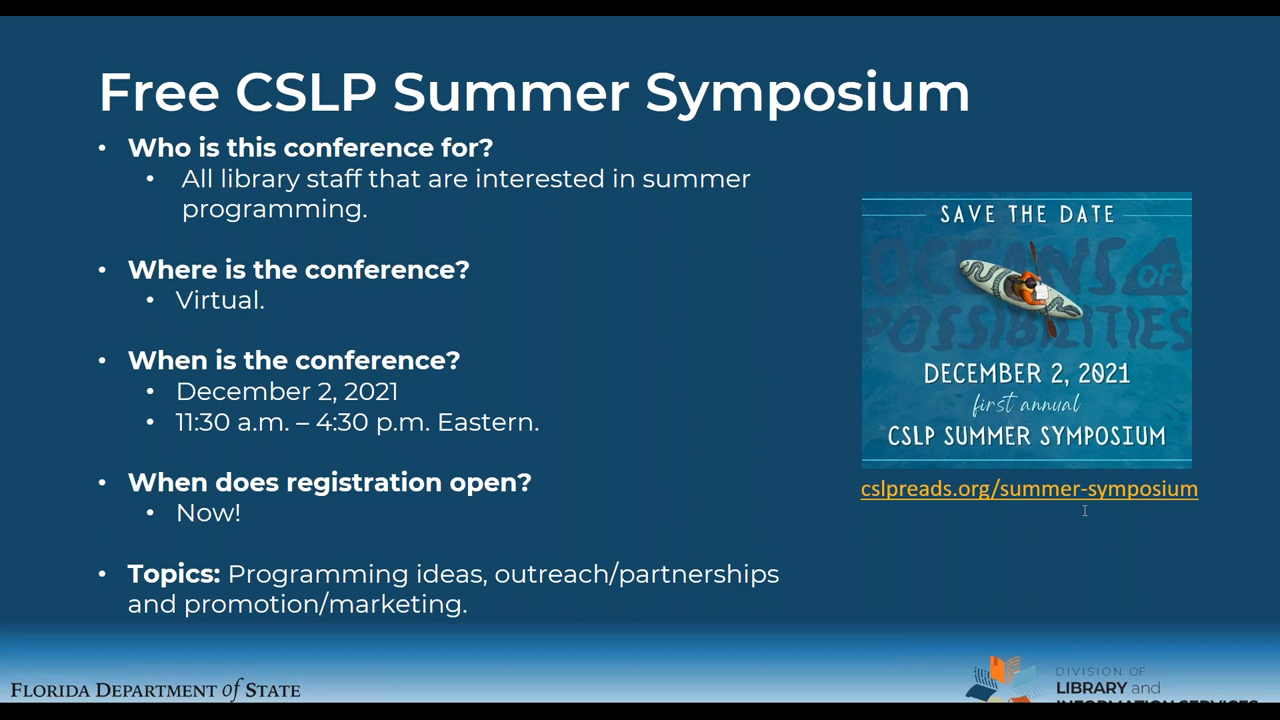 Free CSLP Summer Symposium
• Who is this conference for?
• All library staff that are interested in summer
programming.
• Where is the conference?
• Virtual.
• When is the conference?
• December 2, 2021
• 11:30 a.m. – 4:30 p.m. Eastern.
• When does registration open?
• Now!
• Topics: Programming ideas, outreach/partnerships
and promotion/marketing.
SAVE THE DATE
OCEANS OF
POSSIBILITIES
DECEMBER 2, 2021
first annual
CSLP SUMMER SYMPOSIUM
cslpreads.org/summer-symposium
FLORIDA DEPARTMENT of STATE
DIVISION OF
LIBRARY and
INFORMATION SERVICES